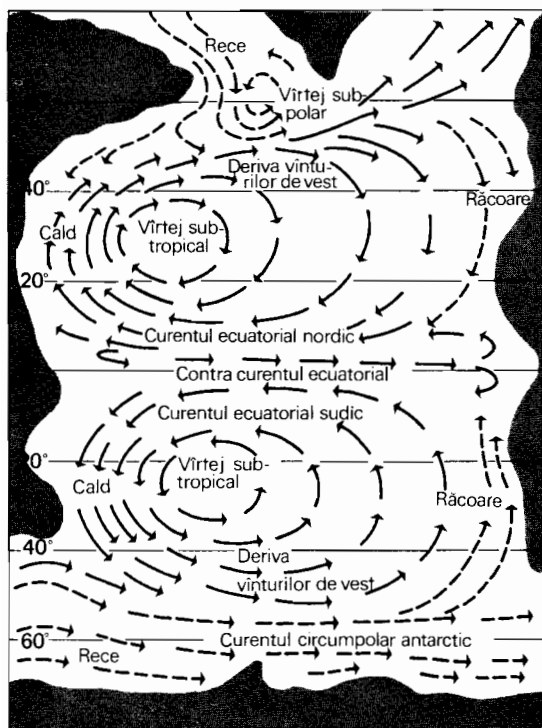 Rece
Vîrtej sub-
polar
Deriva vîntu-
rilor de vest
40°
Răcoare
Vîrtej sub-
tropical
Cald
20°
Curentul ecuatorial nordic
Contra curentul ecuatorial
Curentul ecuatorial sudic
20°
Vîrtej sub-
tropical
Cald
Răcoare
40°
Deriva
vînturilor de vest
Curentul circumpolar antarctic
60°
Rece